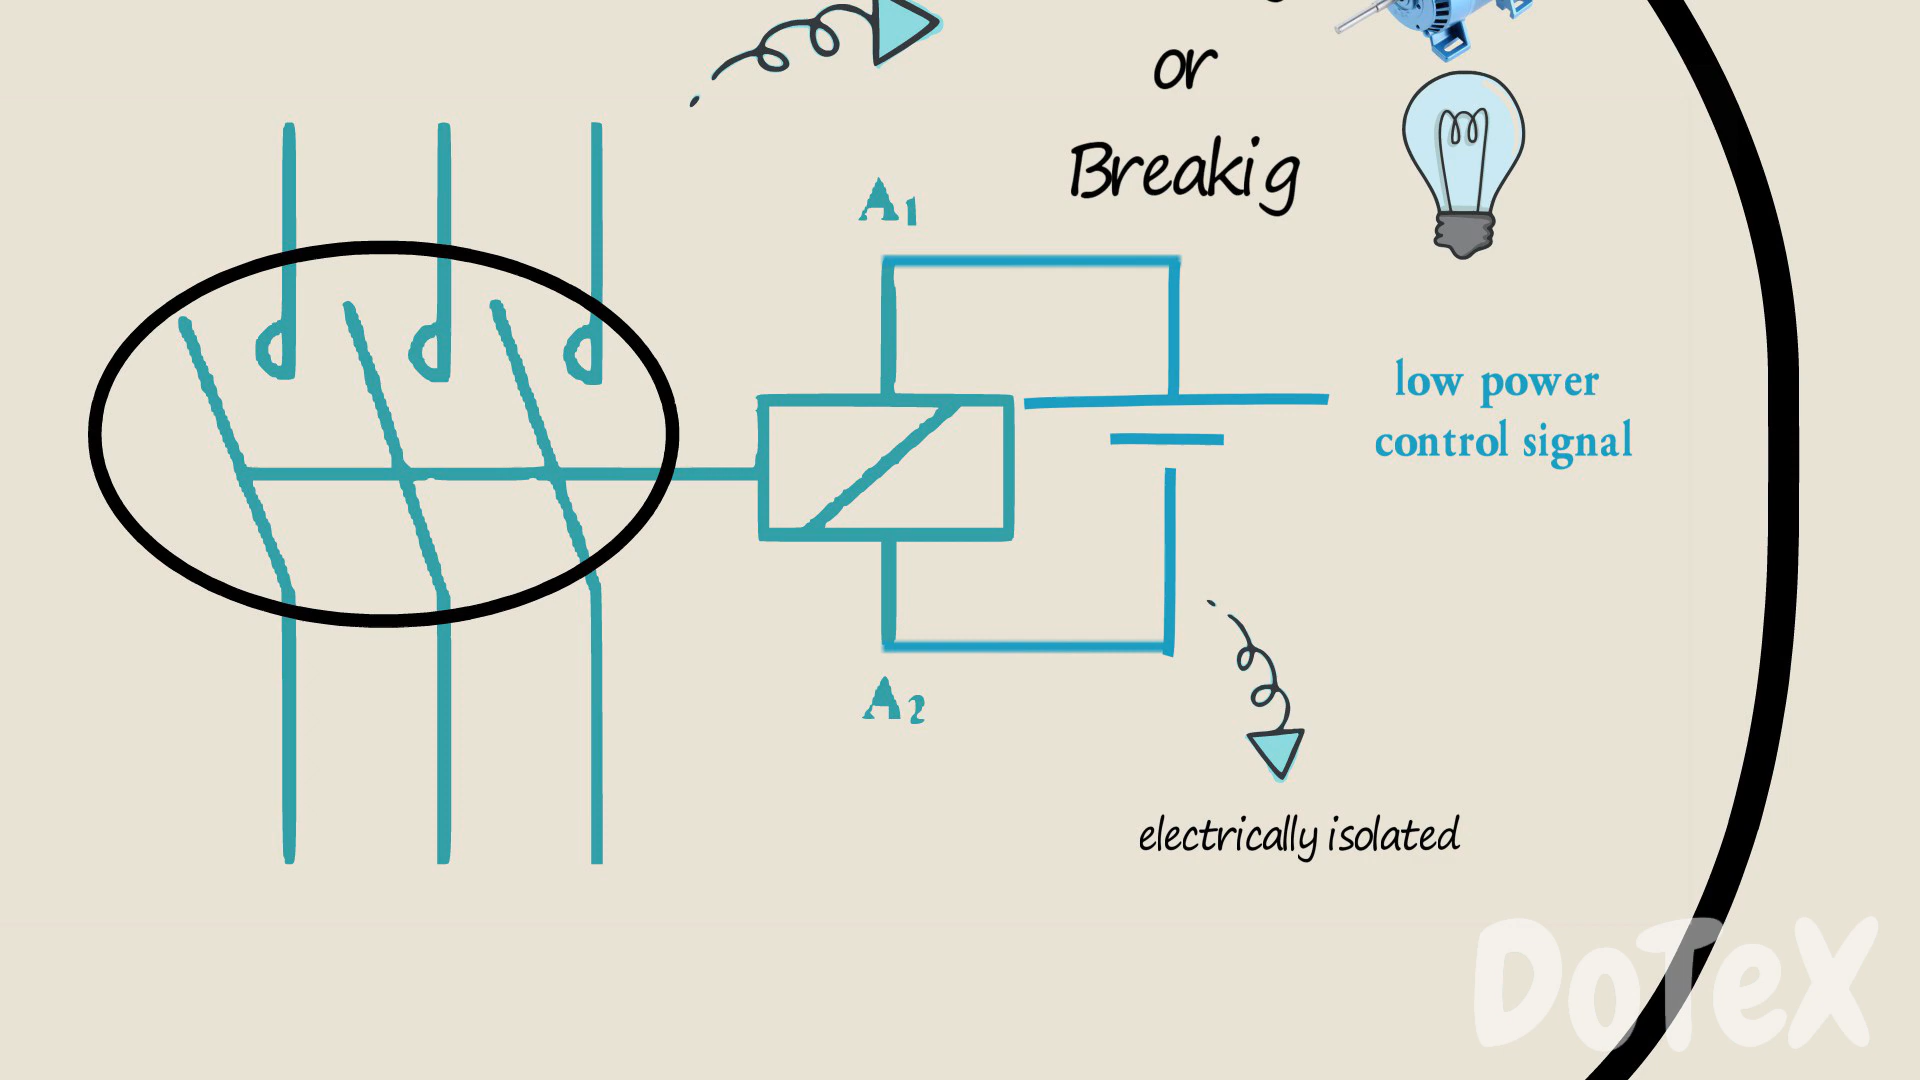 or
Breakig
A1
low power
control signal
A2
electrically isolated
DoTeX